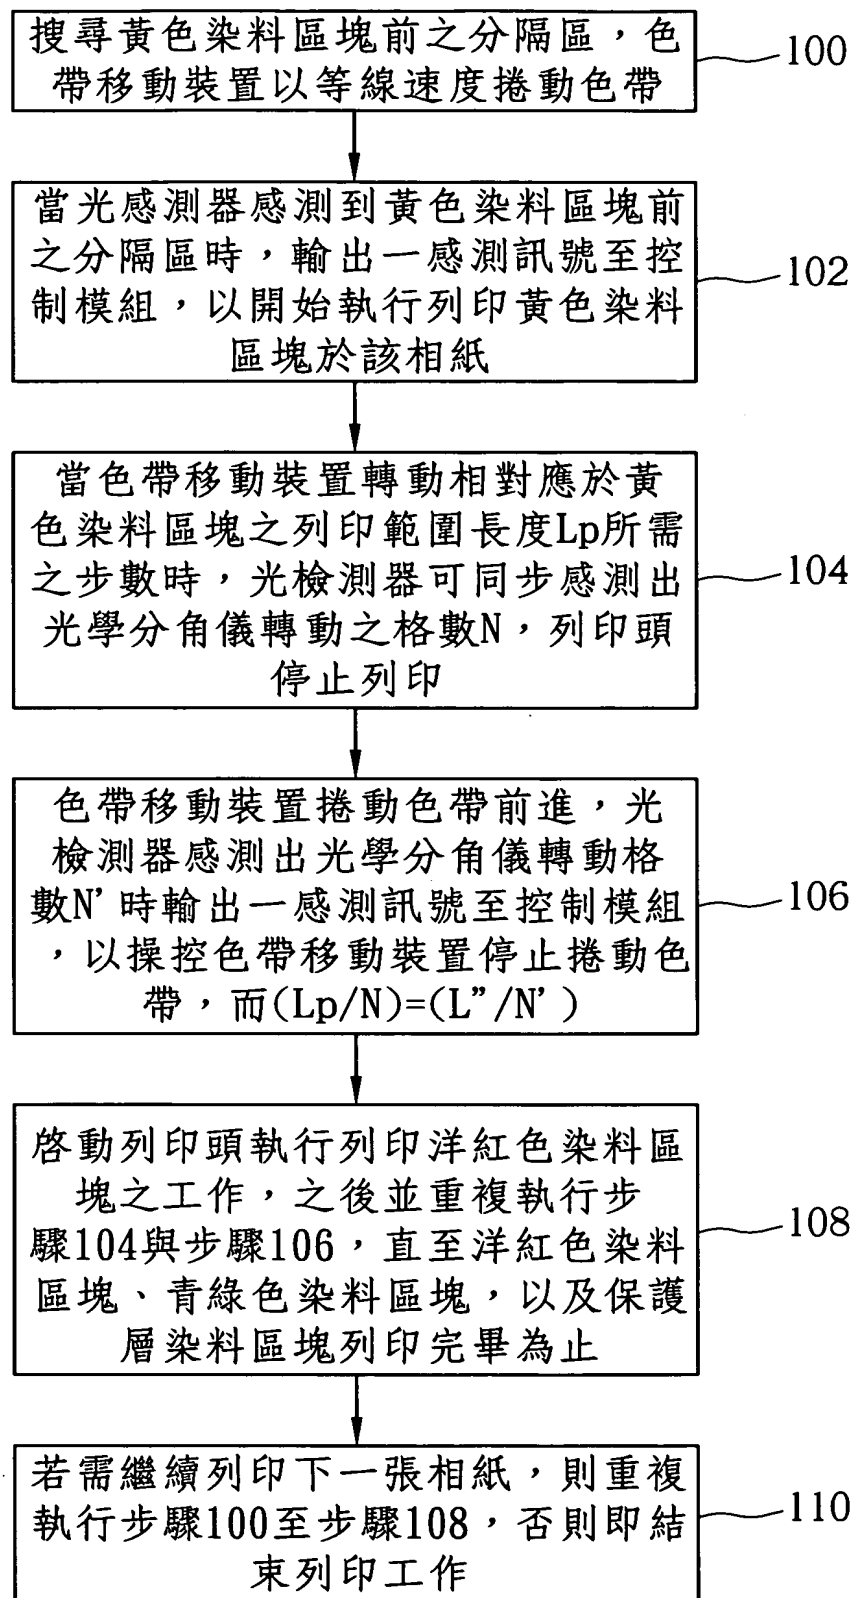 搜尋黃色染料區塊前之分隔區，色
帶移動裝置以等線速度捲動色帶
100
當光感測器感測到黃色染料區塊前
之分隔區時，輸出一感測訊號至控
制模組，以開始執行列印黃色染料
區塊於該相紙
102
當色帶移動裝置轉動相對應於黃
色染料區塊之列印範圍長度Lp所需
之步數時，光檢測器可同步感測出
光學分角儀轉動之格數N，列印頭
停止列印
104
色帶移動裝置捲動色帶前進，光
檢測器感測出光學分角儀轉動格
數N’時輸出一感測訊號至控制模組
，以操控色帶移動裝置停止捲動色
帶，而(Lp/N)=(L”/N’)
106
啓動列印頭執行列印洋紅色染料區
塊之工作，之後並重複執行步
驟104與步驟106，直至洋紅色染料
區塊、青綠色染料區塊，以及保護
層染料區塊列印完畢為止
108
若需繼續列印下一張相紙，則重複
執行步驟100至步驟108，否則即結
束列印工作
110